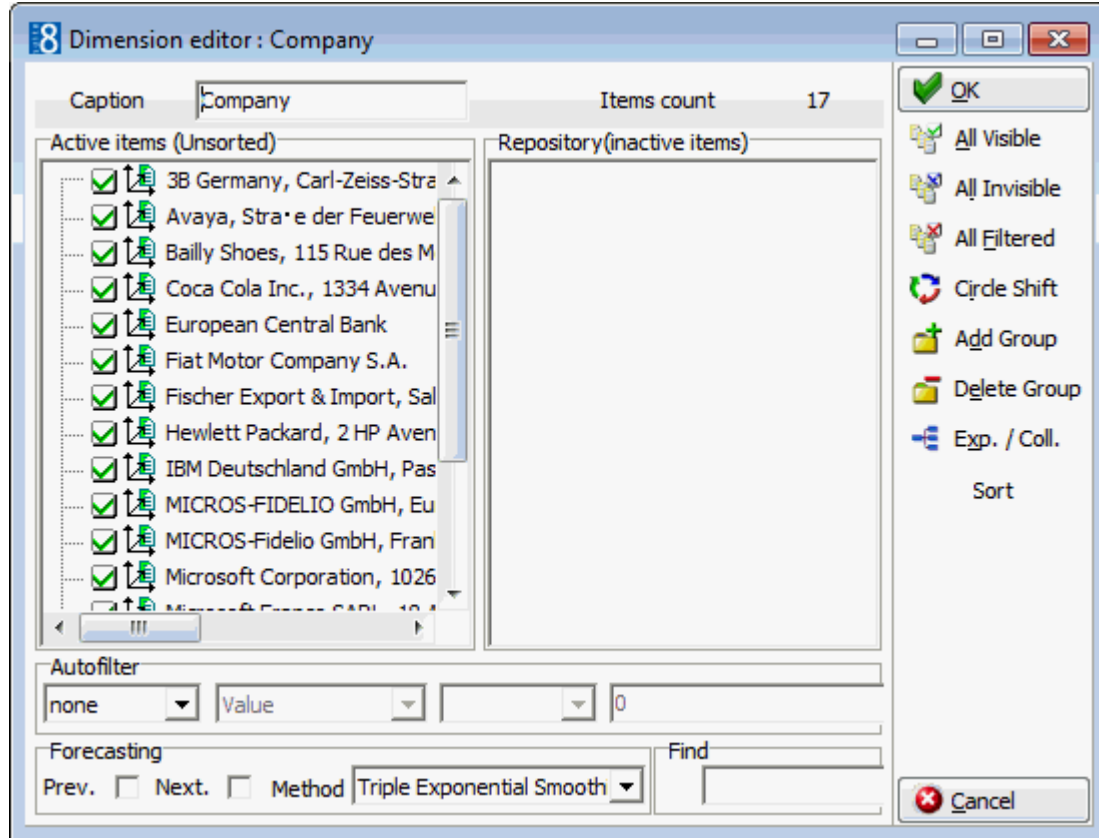 8 Dimension editor : Company
Caption Company Items count 17
Active items (Unsorted)
Repository(inactive items)
3B Germany, Carl-Zeiss-Stra
Avaya, Stra·e der Feuerwe
Bailly Shoes, 115 Rue des M
Coca Cola Inc., 1334 Avenu
European Central Bank
Fiat Motor Company S.A.
Fischer Export & Import, Sal
Hewlett Packard, 2 HP Aven
IBM Deutschland GmbH, Pas
MICROS-FIDELIO GmbH, Eu
MICROS-Fidelio GmbH, Fran
Microsoft Corporation, 1026
Autofilter
none Value 0
Forecasting
Prev. Next. Method Triple Exponential Smooth
Find
OK
All Visible
All Invisible
All Filtered
Circle Shift
Add Group
Delete Group
Exp. / Coll.
Sort
Cancel